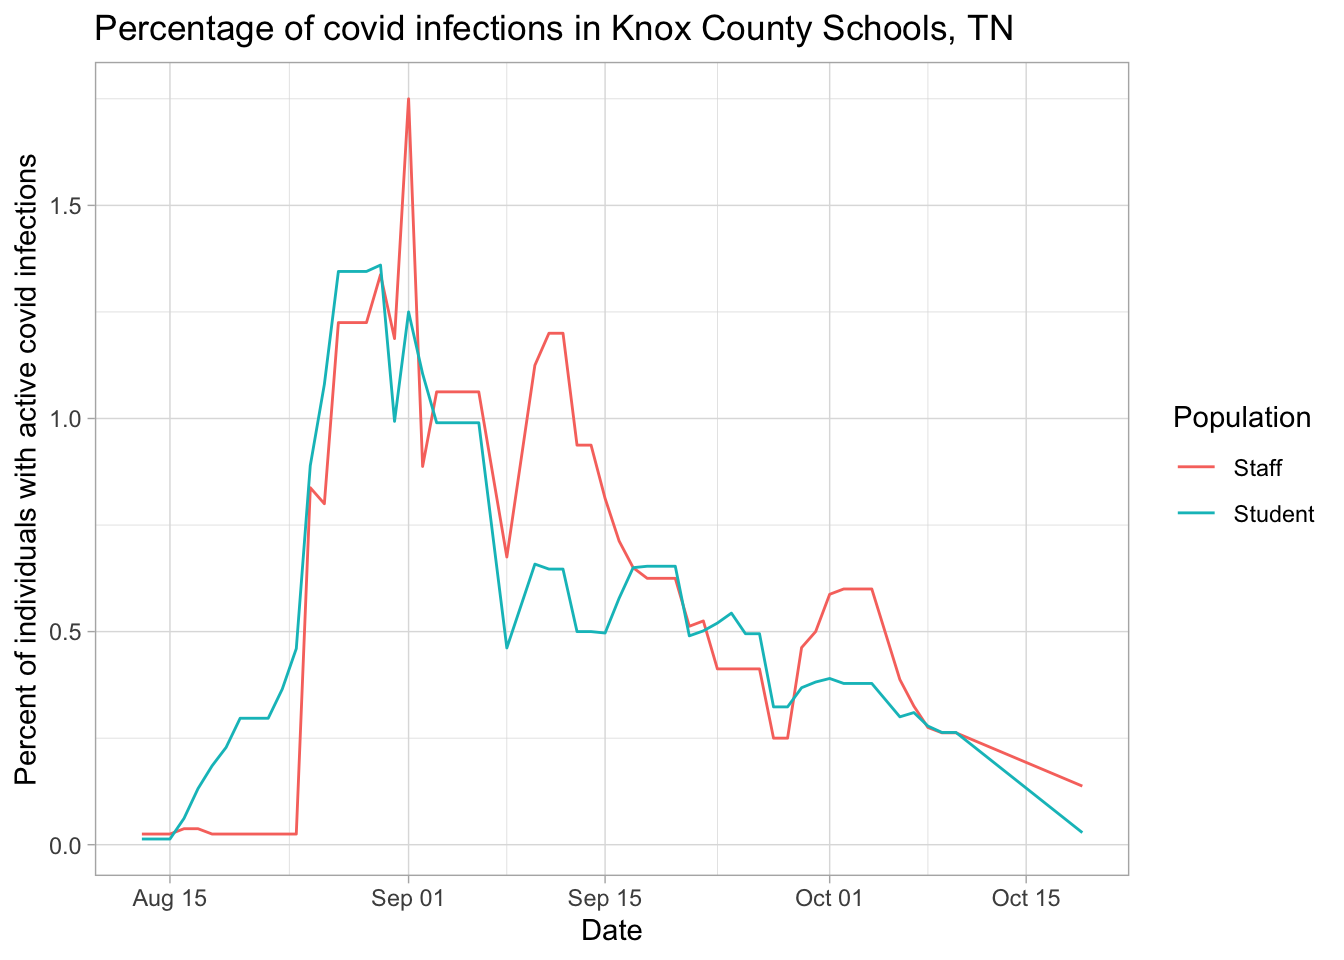 Percentage of covid infections in Knox County Schools, TN
Percent of individuals with active covid infections
1.5
1.0
0.5
0.0
Aug 15
Sep 01
Sep 15
Oct 01
Oct 15
Date
Population
Staff
Student